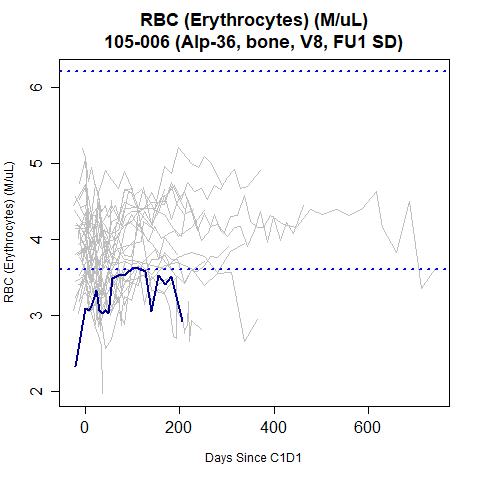 RBC (Erythrocytes) (M/uL)
105-006 (Alp-36, bone, V8, FU1 SD)
RBC (Erythrocytes) (M/uL)
6
5
4
3
2
0 200 400 600
Days Since C1D1